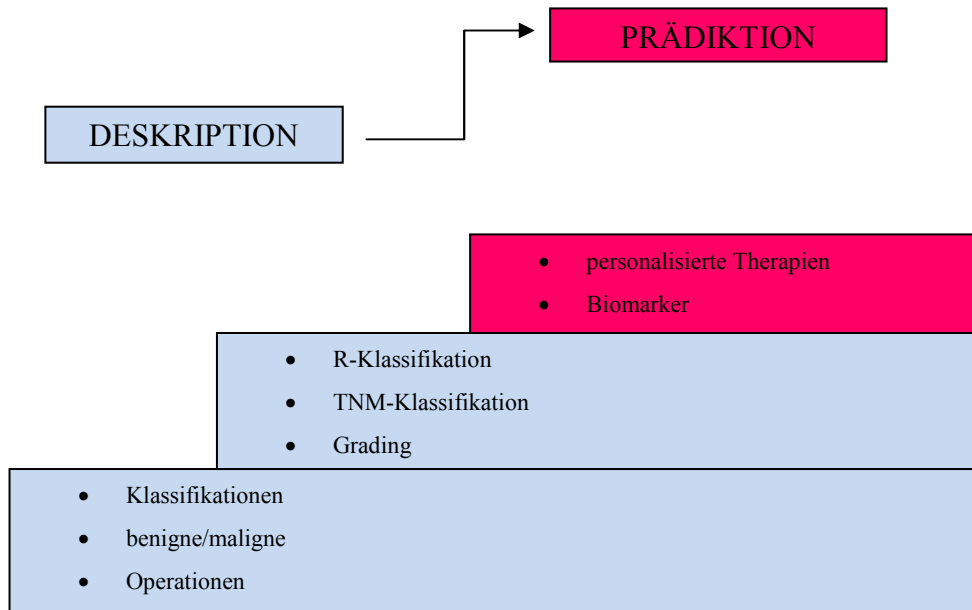 PRÄDIKTION
DESKRIPTION
• personalisierte Therapien
• Biomarker
• R-Klassifikation
• TNM-Klassifikation
• Grading
• Klassifikationen
• benigne/maligne
• Operationen